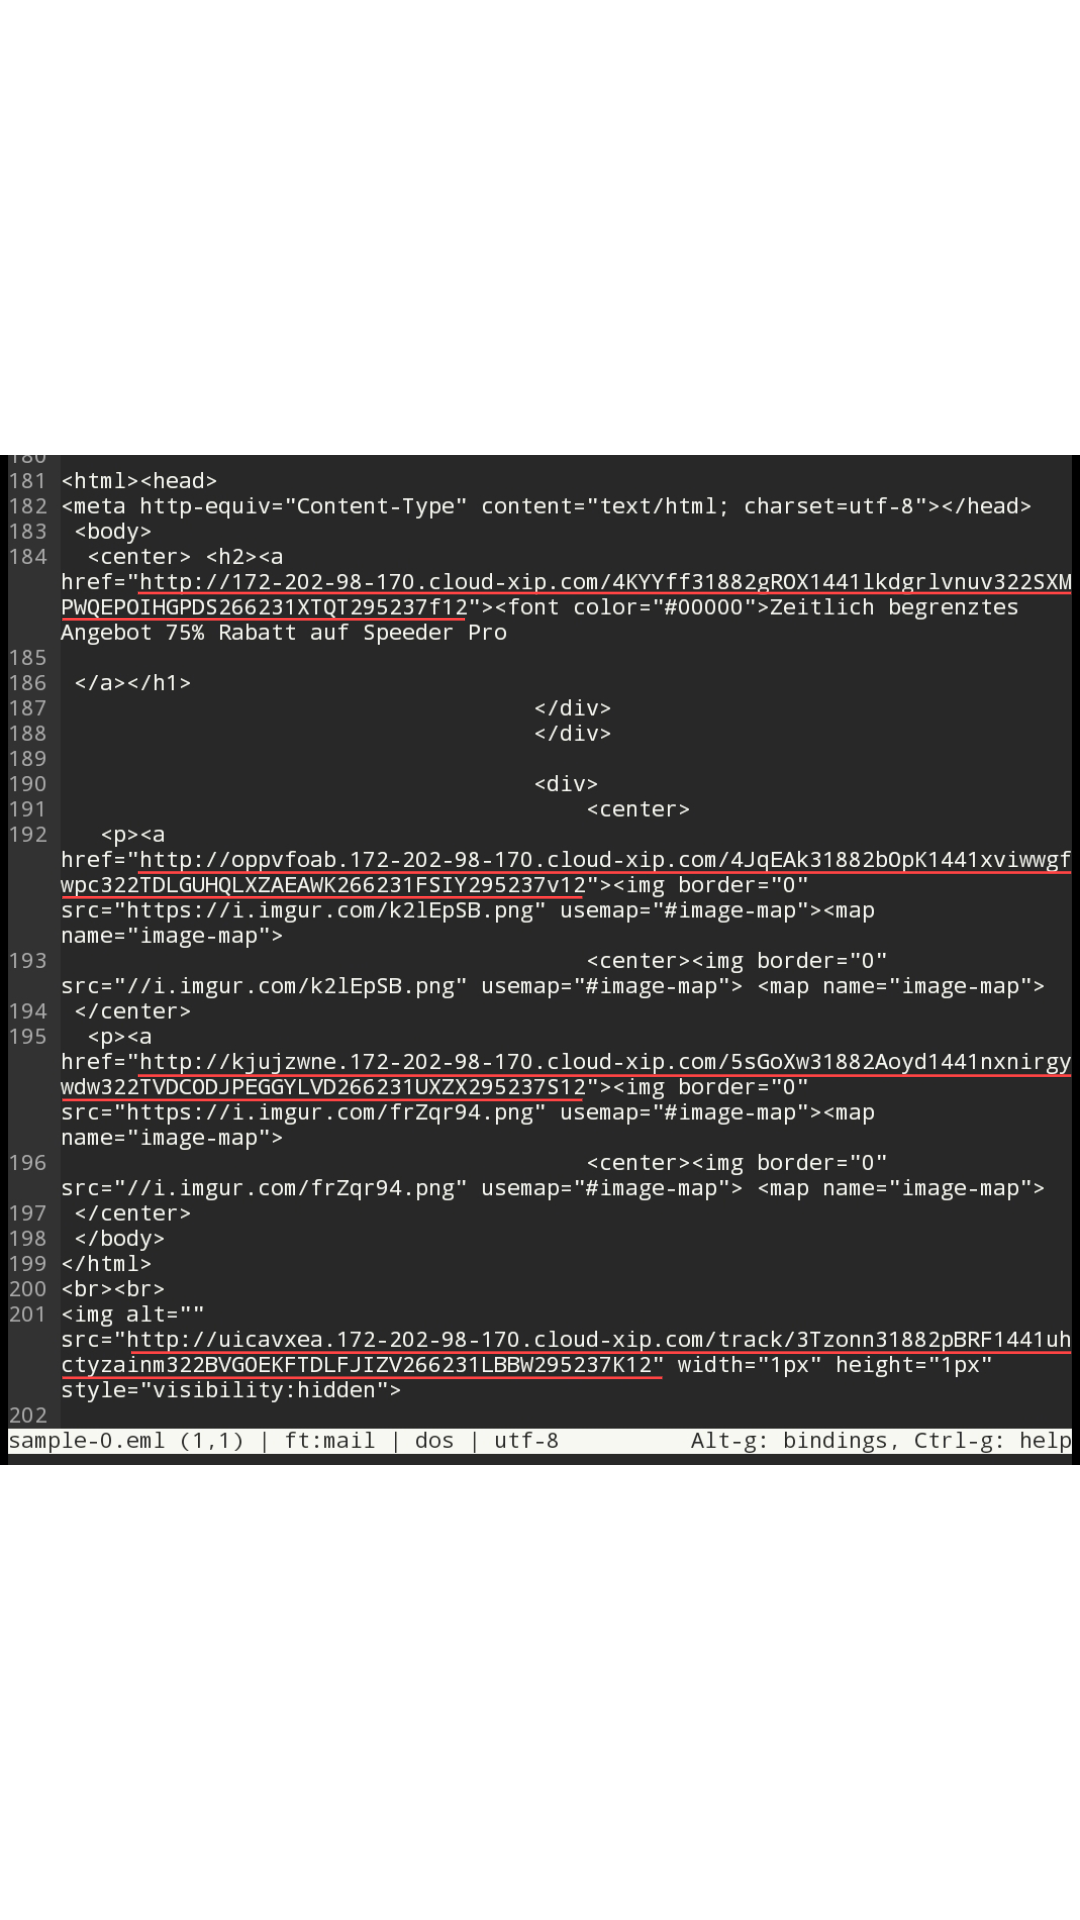 180
181 <html><head>
182 <meta http-equiv="Content-Type" content="text/html; charset=utf-8"></head>
183  <body>
184   <center> <h2><a
href="http://172-202-98-170.cloud-xip.com/4KYYff31882gROX1441lkdgrlvnuv322SXM
PWQEPOIHGPDS266231XTQT295237f12"><font color="#00000">Zeitlich begrenztes
Angebot 75% Rabatt auf Speeder Pro
185
186  </a></h1>
187                                     </div>
188                                     </div>
189
190                                     <div>
191                                         <center>
192    <p><a
href="http://oppvfoab.172-202-98-170.cloud-xip.com/4JqEAk31882bOpK1441xviwwgf
wpc322TDLGUHQLXZAEAWK266231FSIY295237v12"><img border="0"
src="https://i.imgur.com/k2lEpSB.png" usemap="#image-map"><map
name="image-map">
193                                         <center><img border="0"
src="//i.imgur.com/k2lEpSB.png" usemap="#image-map"> <map name="image-map">
194  </center>
195   <p><a
href="http://kjujzwne.172-202-98-170.cloud-xip.com/5sGoXw31882Aoyd1441nxnirgy
wdw322TVDCODJPEGGYLVD266231UXZX295237S12"><img border="0"
src="https://i.imgur.com/frZqr94.png" usemap="#image-map"><map
name="image-map">
196                                         <center><img border="0"
src="//i.imgur.com/frZqr94.png" usemap="#image-map"> <map name="image-map">
197  </center>
198  </body>
199 </html>
200 <br><br>
201 <img alt=""
src="http://uicavxea.172-202-98-170.cloud-xip.com/track/3Tzonn31882pBRF1441uh
ctyzainm322BVGOEKFTDLFJIZV266231LBBW295237K12" width="1px" height="1px"
style="visibility:hidden">
202
sample-0.eml (1,1) | ft:mail | dos | utf-8 Alt-g: bindings, Ctrl-g: help